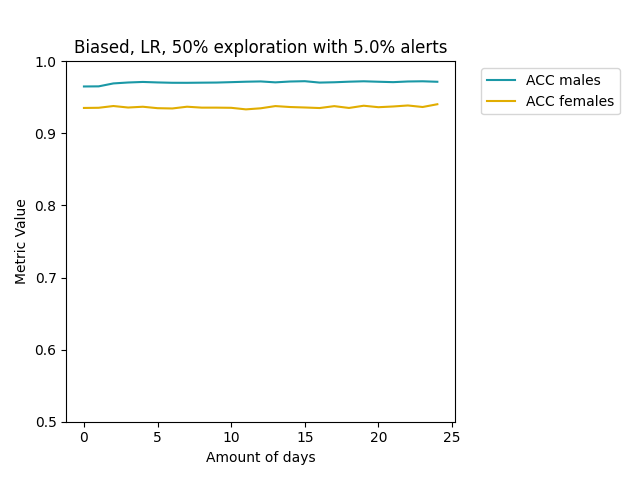 Biased, LR, 50% exploration with 5.0% alerts
1.0
0.9
0.8
0.7
0.6
0.5
Metric Value
0 5 10 15 20 25
Amount of days
ACC males
ACC females